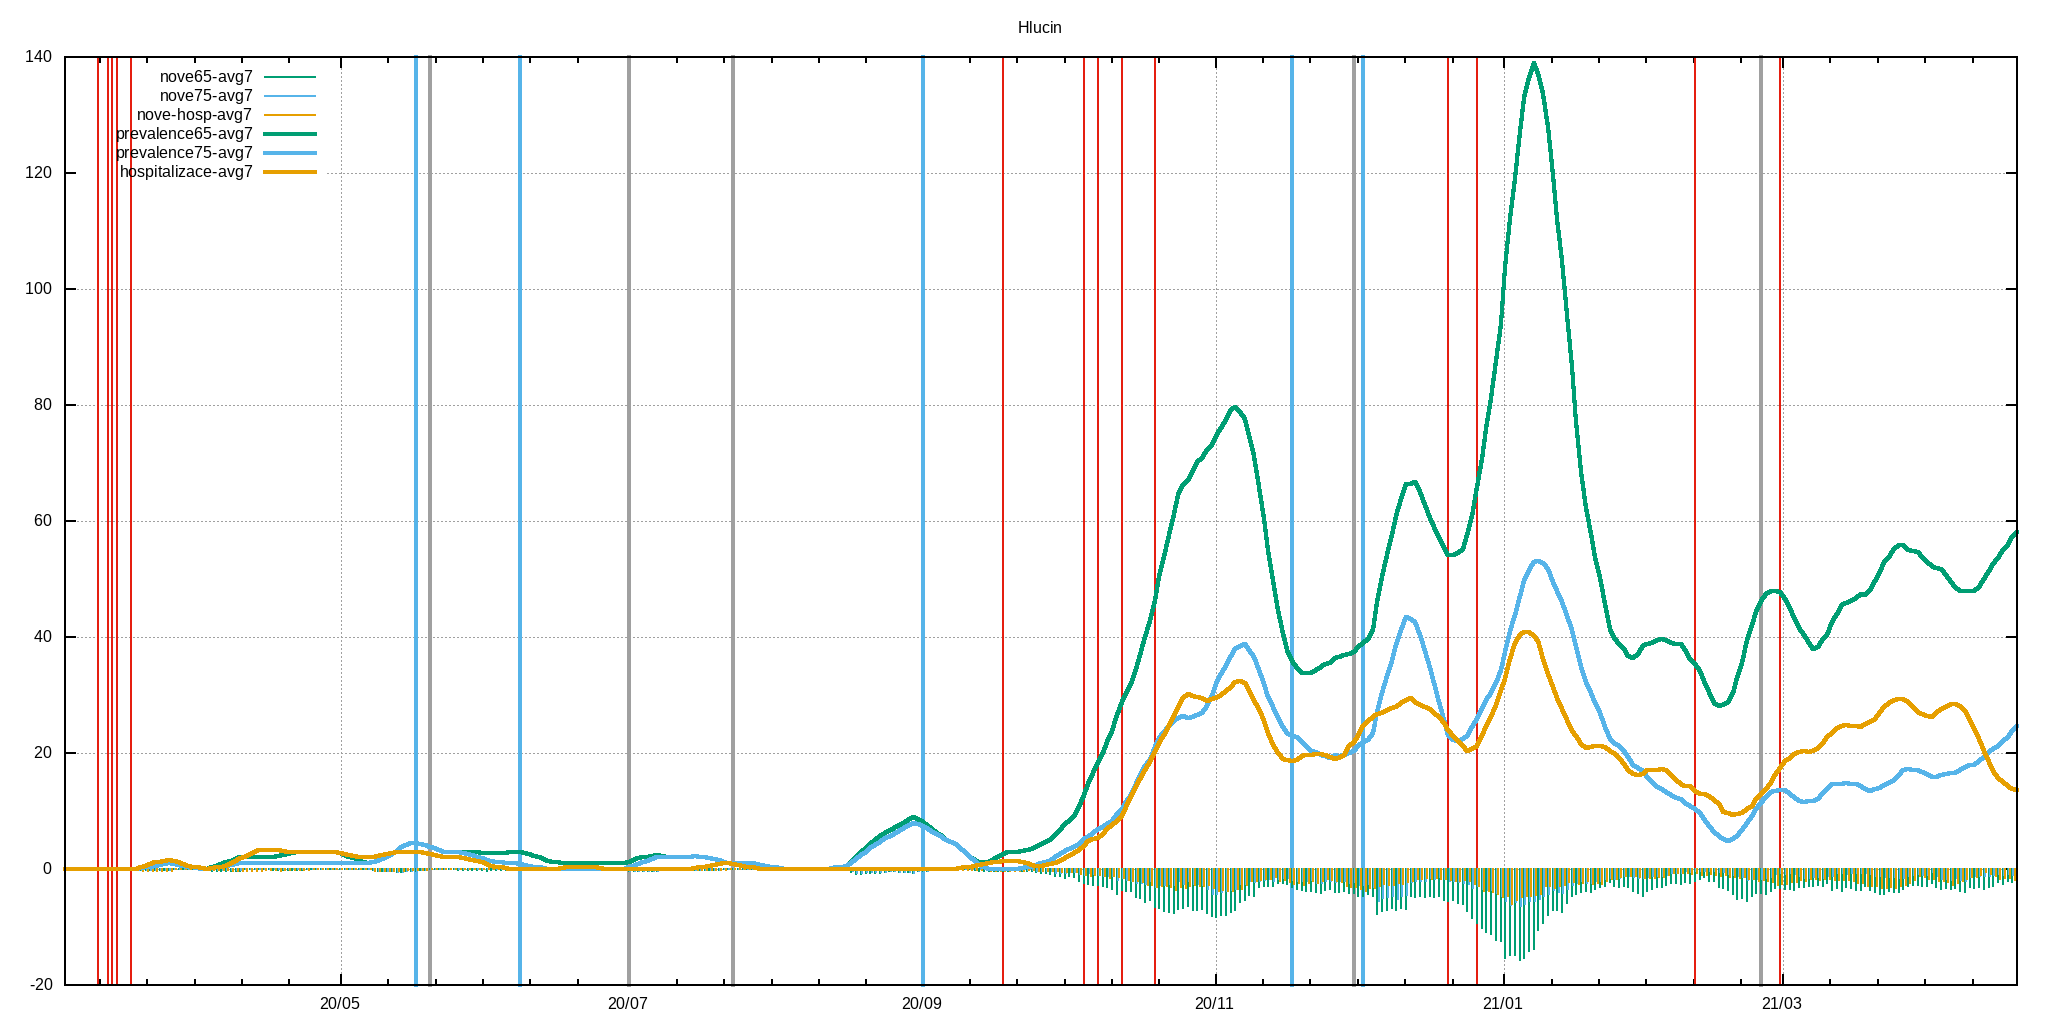 Hlucin
140
120
100
80
60
40
20
0
-20
nove65-avg7
nove75-avg7
nove-hosp-avg7
prevalence65-avg7
prevalence75-avg7
hospitalizace-avg7
20/05 20/07 20/09 20/11 21/01 21/03